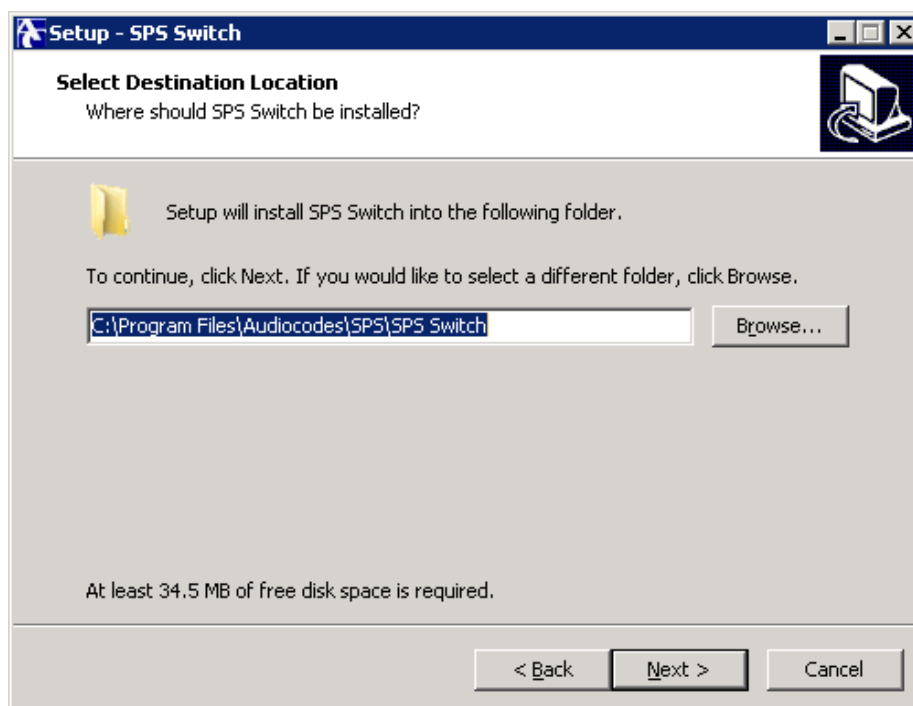 Setup - SPS Switch
Select Destination Location
Where should SPS Switch be installed?
Setup will install SPS Switch into the following folder.
To continue, click Next. If you would like to select a different folder, click Browse.
C:\Program Files\Audiocodes\SPS\SPS Switch
Browse...
At least 34.5 MB of free disk space is required.
< Back
Next >
Cancel